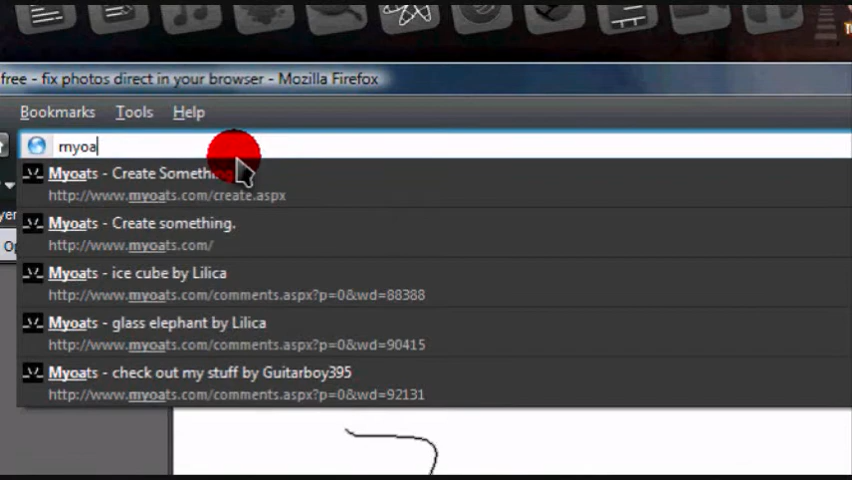 free - fix photos direct in your browser - Mozilla Firefox
Bookmarks Tools Help
myoa
Myoats - Create Someth
http://www.myoats.com/create.aspx
Myoats - Create something.
http://www.myoats.com/
Myoats - ice cube by Lilica
http://www.myoats.com/comments.aspx?p=0&wd=88388
Myoats - glass elephant by Lilica
http://www.myoats.com/comments.aspx?p=0&wd=90415
Myoats - check out my stuff by Guitarboy395
http://www.myoats.com/comments.aspx?p=0&wd=92131